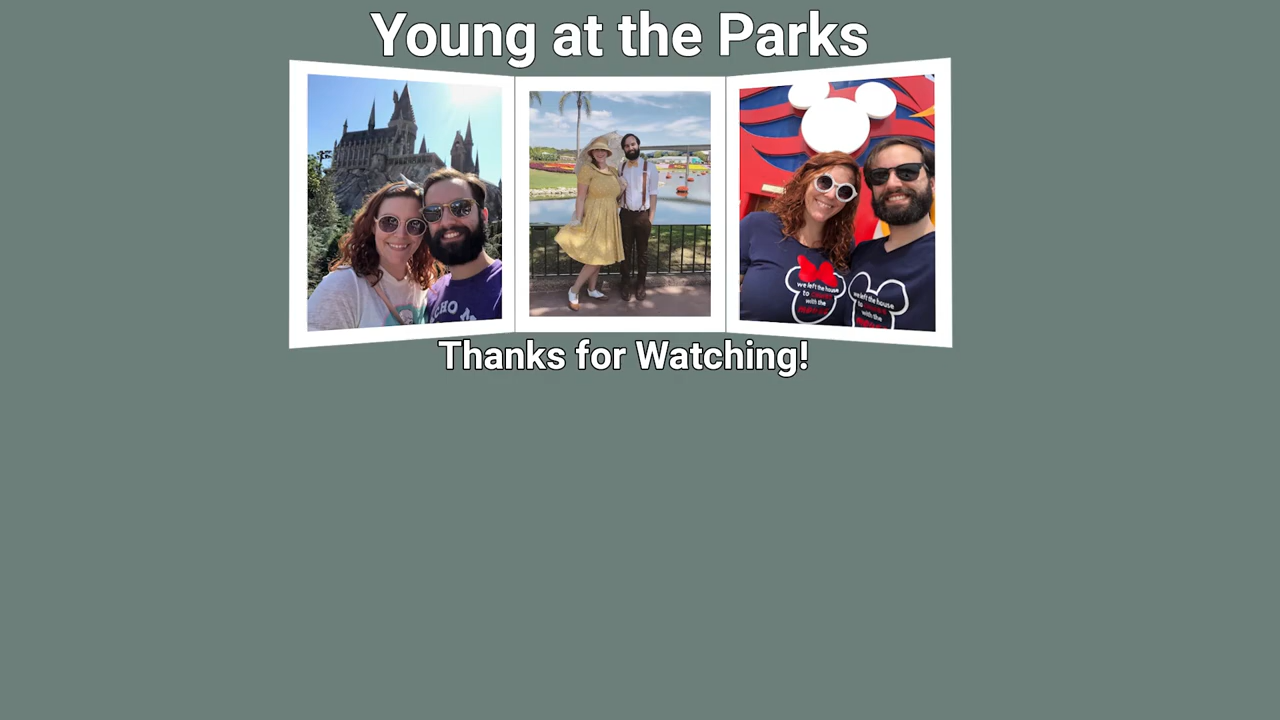 Young at the Parks
we left the house
to
with the
we left the house
to
with the
Thanks for Watching!